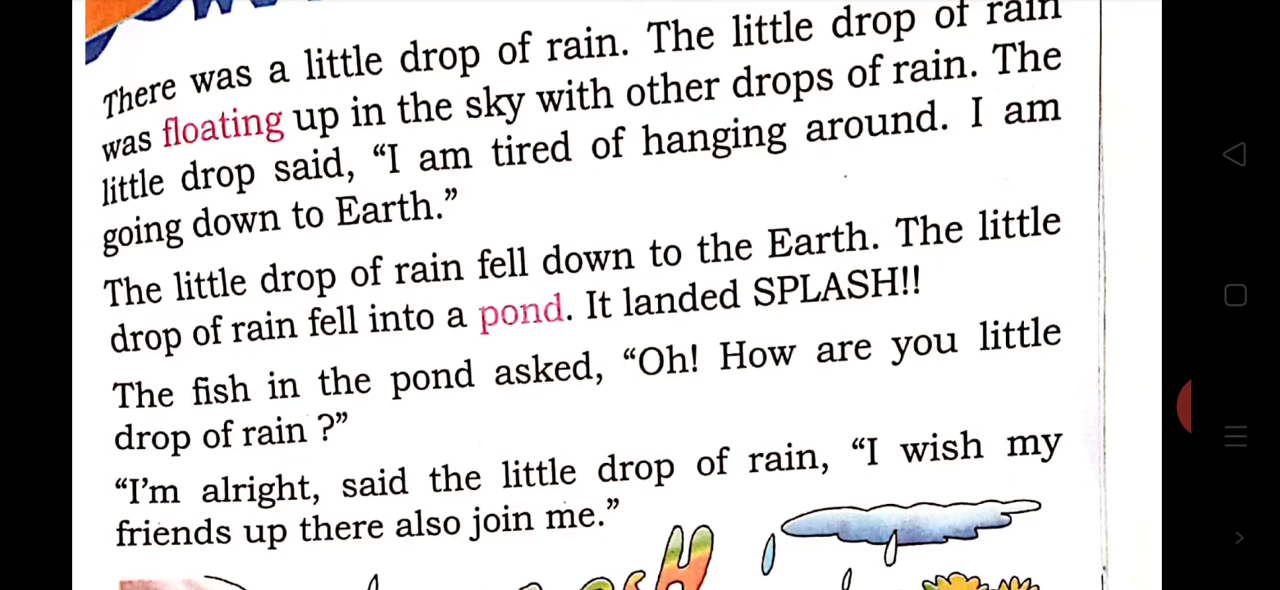 There was a little drop of rain. The little drop of rain
was floating up in the sky with other drops of rain. The
little drop said, “I am tired of hanging around. I am
going down to Earth.”
The little drop of rain fell down to the Earth. The little
drop of rain fell into a pond. It landed SPLASH!!
The fish in the pond asked, “Oh! How are you little
drop of rain ?”
“I’m alright, said the little drop of rain, “I wish my
friends up there also join me.”